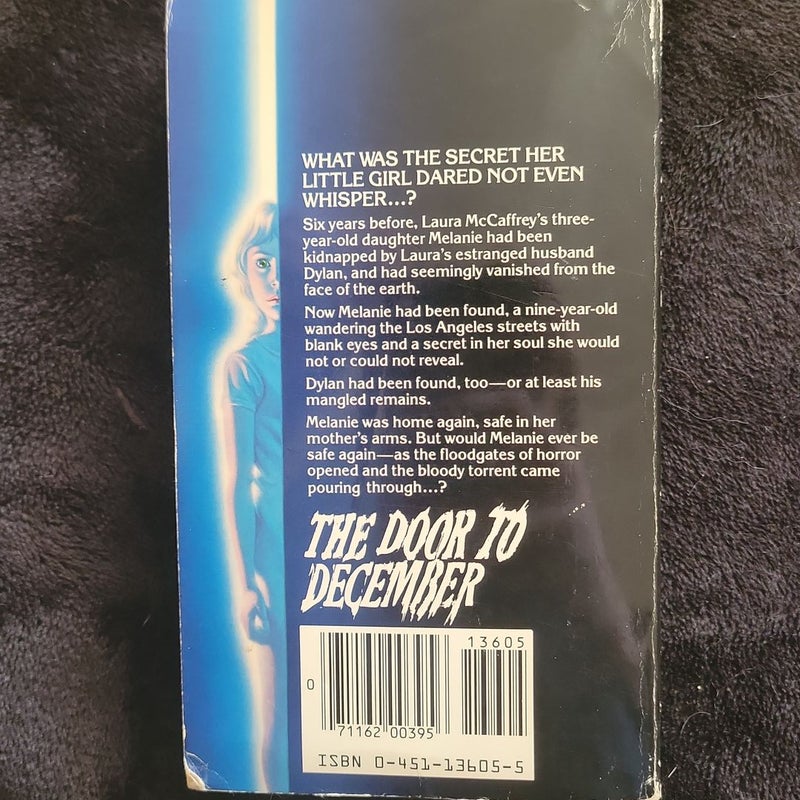 WHAT WAS THE SECRET HER
LITTLE GIRL DARED NOT EVEN
WHISPER...?
Six years before, Laura McCaffrey's three-
year-old daughter Melanie had been
kidnapped by Laura's estranged husband
Dylan, and had seemingly vanished from the
face of the earth.
Now Melanie had been found, a nine-year-old
wandering the Los Angeles streets with
blank eyes and a secret in her soul she would
not or could not reveal.
Dylan had been found, too—or at least his
mangled remains.
Melanie was home again, safe in her
mother's arms. But would Melanie ever be
safe again—as the floodgates of horror
opened and the bloody torrent came
pouring through...?
THE DOOR TO
DECEMBER
13605
0
71162 00395
ISBN 0-451-13605-5